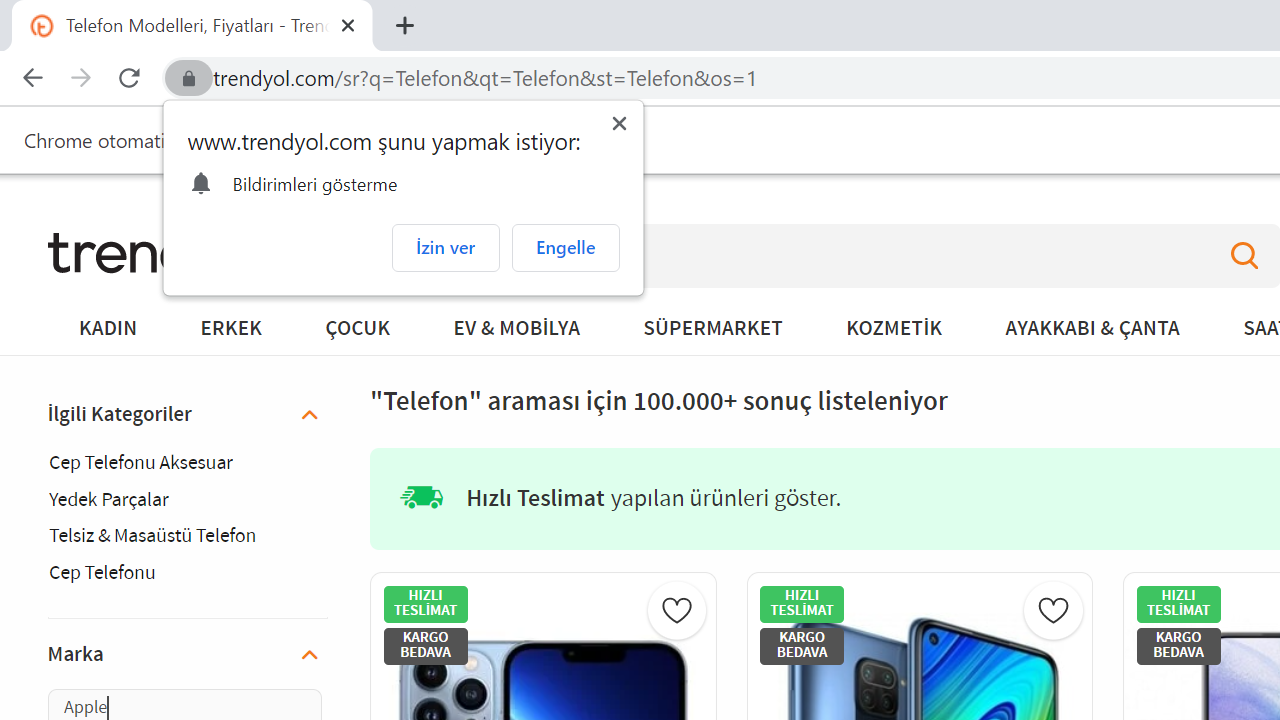 Telefon Modelleri, Fiyatları - Tren
trendyol.com/sr?q=Telefon&qt=Telefon&st=Telefon&os=1
Chrome otomati
www.trendyol.com şunu yapmak istiyor:
Bildirimleri gösterme
İzin ver
Engelle
tren
KADIN ERKEK ÇOCUK EV & MOBİLYA SÜPERMARKET KOZMETİK AYAKKABI & ÇANTA SAA
İlgili Kategoriler
Cep Telefonu Aksesuar
Yedek Parçalar
Telsiz & Masaüstü Telefon
Cep Telefonu
Marka
Apple
"Telefon" araması için 100.000+ sonuç listeleniyor
Hızlı Teslimat yapılan ürünleri göster.
HIZLI
TESLİMAT
KARGO
BEDAVA
HIZLI
TESLİMAT
KARGO
BEDAVA
HIZLI
TESLİMAT
KARGO
BEDAVA